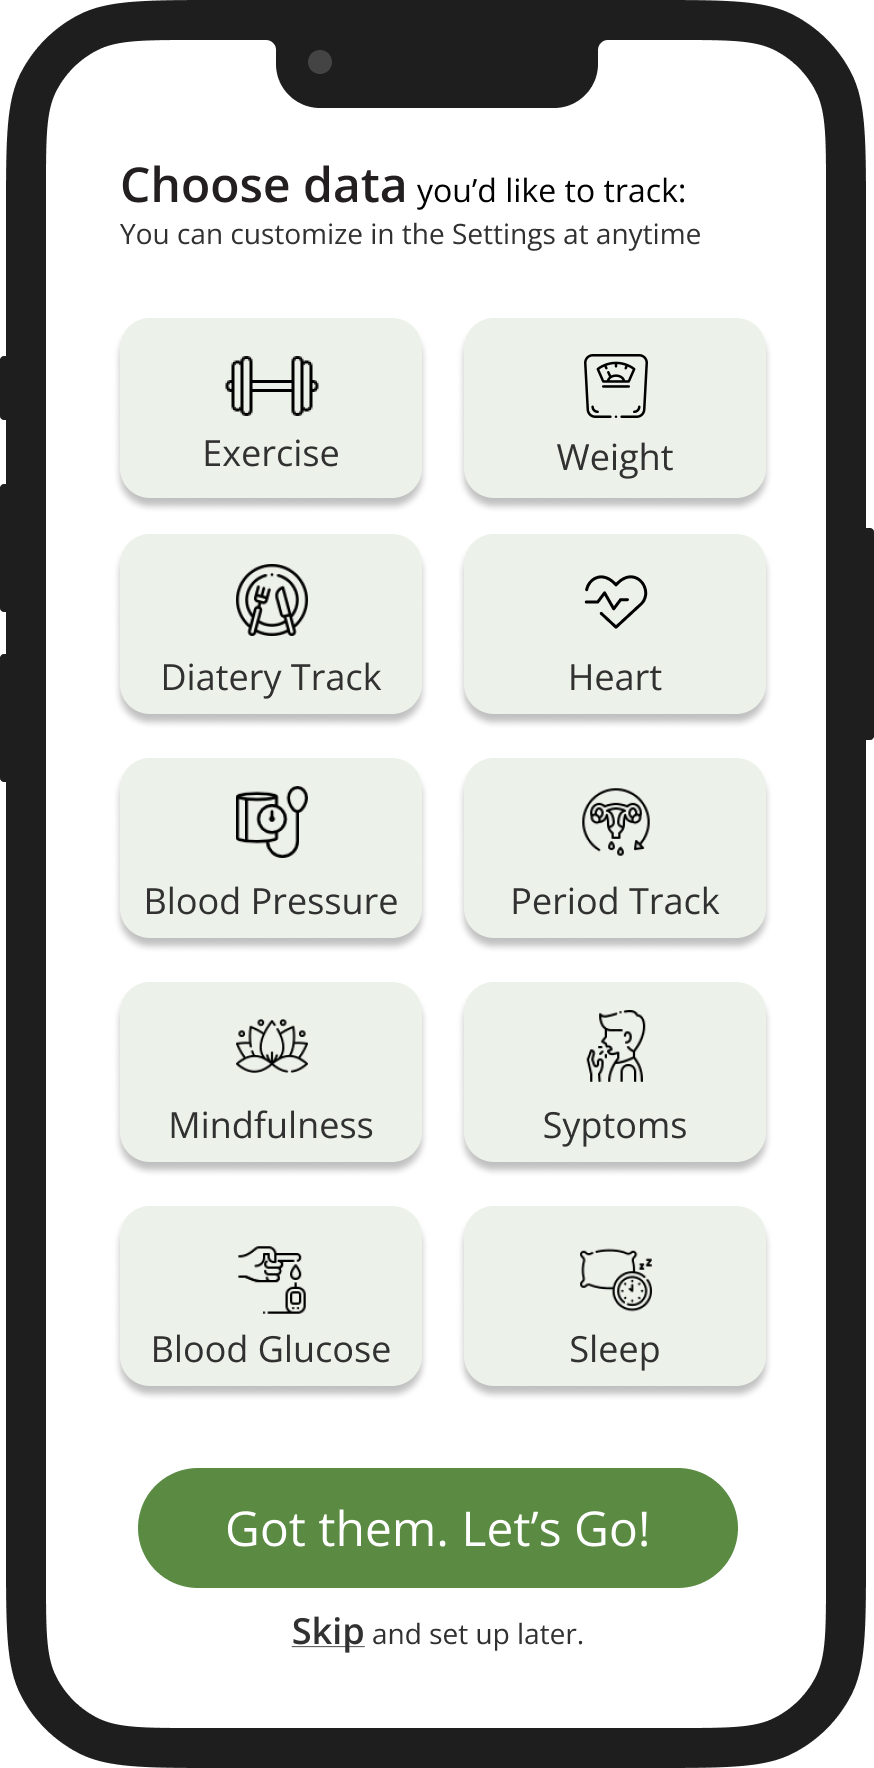 Choose data you’d like to track:
You can customize in the Settings at anytime
Exercise
Weight
Diatery Track
Heart
Blood Pressure
Period Track
Mindfulness
Syptoms
zz
Blood Glucose
Sleep
Got them. Let’s Go!
Skip and set up later.